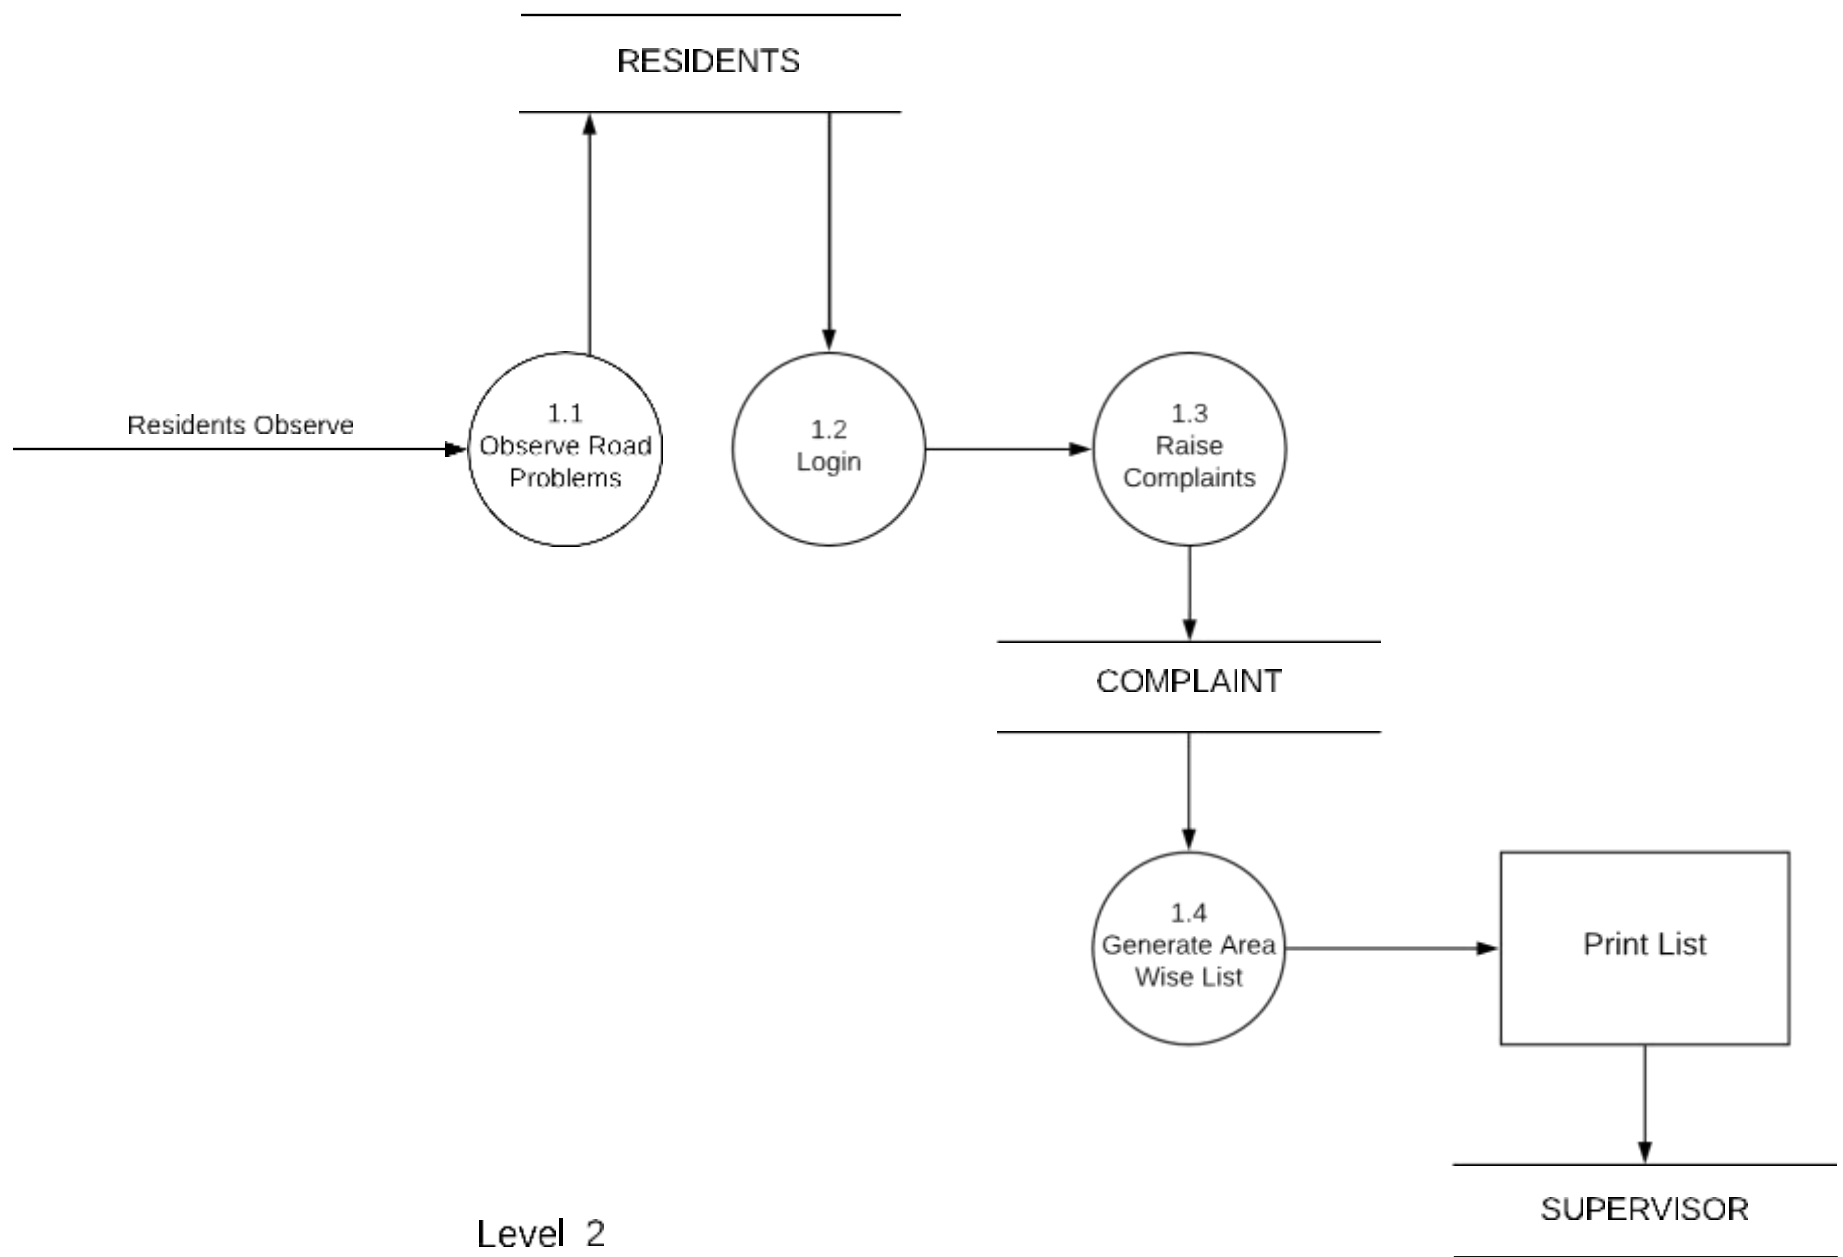 RESIDENTS
Residents Observe
1.1
Observe Road
Problems
1.2
Login
1.3
Raise
Complaints
COMPLAINT
1.4
Generate Area
Wise List
Print List
SUPERVISOR
Level 2